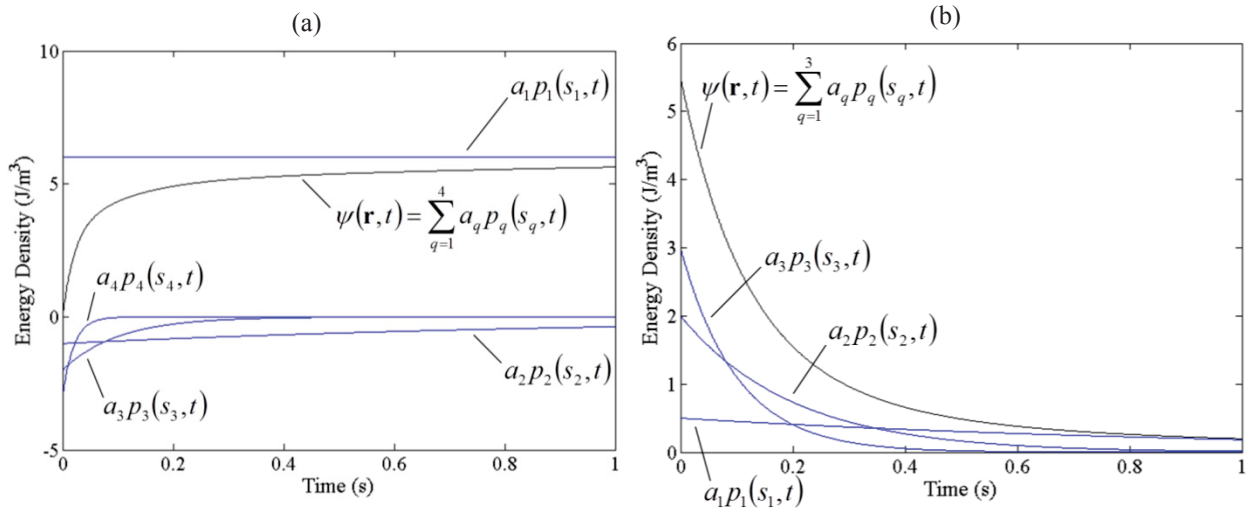 (a)
10
5
0
-5
Energy Density (J/m³)
0 0.2 0.4 0.6 0.8 1
Time (s)
a₁p₁(s₁,t)
ψ(r,t) = ∑_{q=1}^{4} a_q p_q(s_q,t)
a₄p₄(s₄,t)
a₂p₂(s₂,t)
a₃p₃(s₃,t)
(b)
6
5
4
3
2
1
0
Energy Density (J/m³)
0 0.2 0.4 0.6 0.8 1
Time (s)
ψ(r,t) = ∑_{q=1}^{3} a_q p_q(s_q,t)
a₃p₃(s₃,t)
a₂p₂(s₂,t)
a₁p₁(s₁,t)